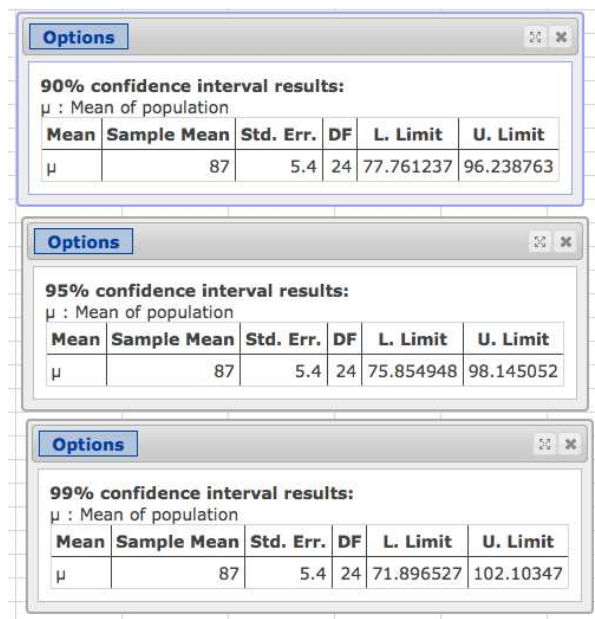 Options
90% confidence interval results:
μ : Mean of population
Mean Sample Mean Std. Err. DF L. Limit U. Limit
μ 87 5.4 24 77.761237 96.238763
Options
95% confidence interval results:
μ : Mean of population
Mean Sample Mean Std. Err. DF L. Limit U. Limit
μ 87 5.4 24 75.854948 98.145052
Options
99% confidence interval results:
μ : Mean of population
Mean Sample Mean Std. Err. DF L. Limit U. Limit
μ 87 5.4 24 71.896527 102.10347